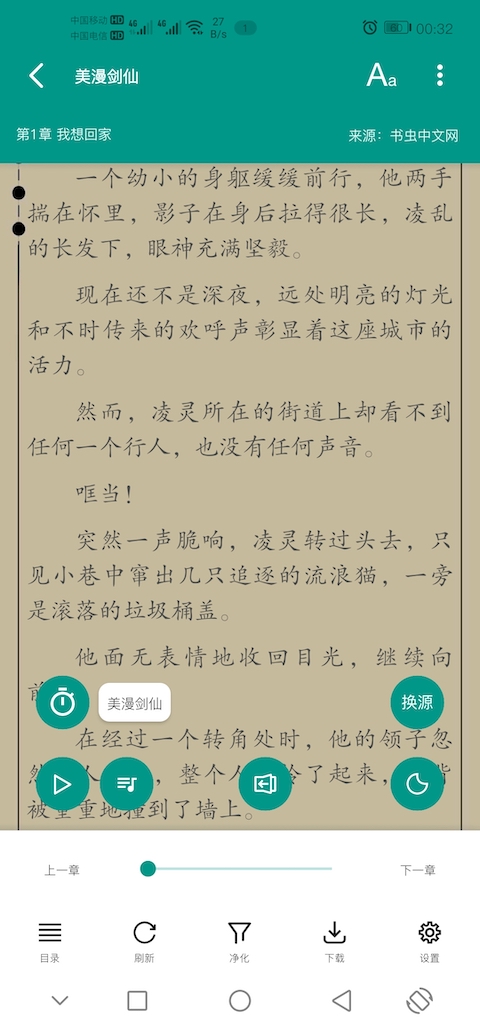 中国移动 HD
中国电信 HD
4G
4G
27
B/s
1
00:32
美漫剑仙
Aa
第1章 我想回家
来源：书虫中文网
一个幼小的身躯缓缓前行，他两手
揣在怀里，影子在身后拉得很长，凌乱
的长发下，眼神充满坚毅。
现在还不是深夜，远处明亮的灯光
和不时传来的欢呼声彰显着这座城市的
活力。
然而，凌灵所在的街道上却看不到
任何一个行人，也没有任何声音。
哐当！
突然一声脆响，凌灵转过头去，只
见小巷中窜出几只追逐的流浪猫，一旁
是滚落的垃圾桶盖。
他面无表情地收回目光，继续向
美漫剑仙
换源
在经过一个转角处时，他的领子忽
然 人 ，整个人 了起来，
被重重地撞到了墙上。
上一章
下一章
目录
刷新
净化
下载
设置